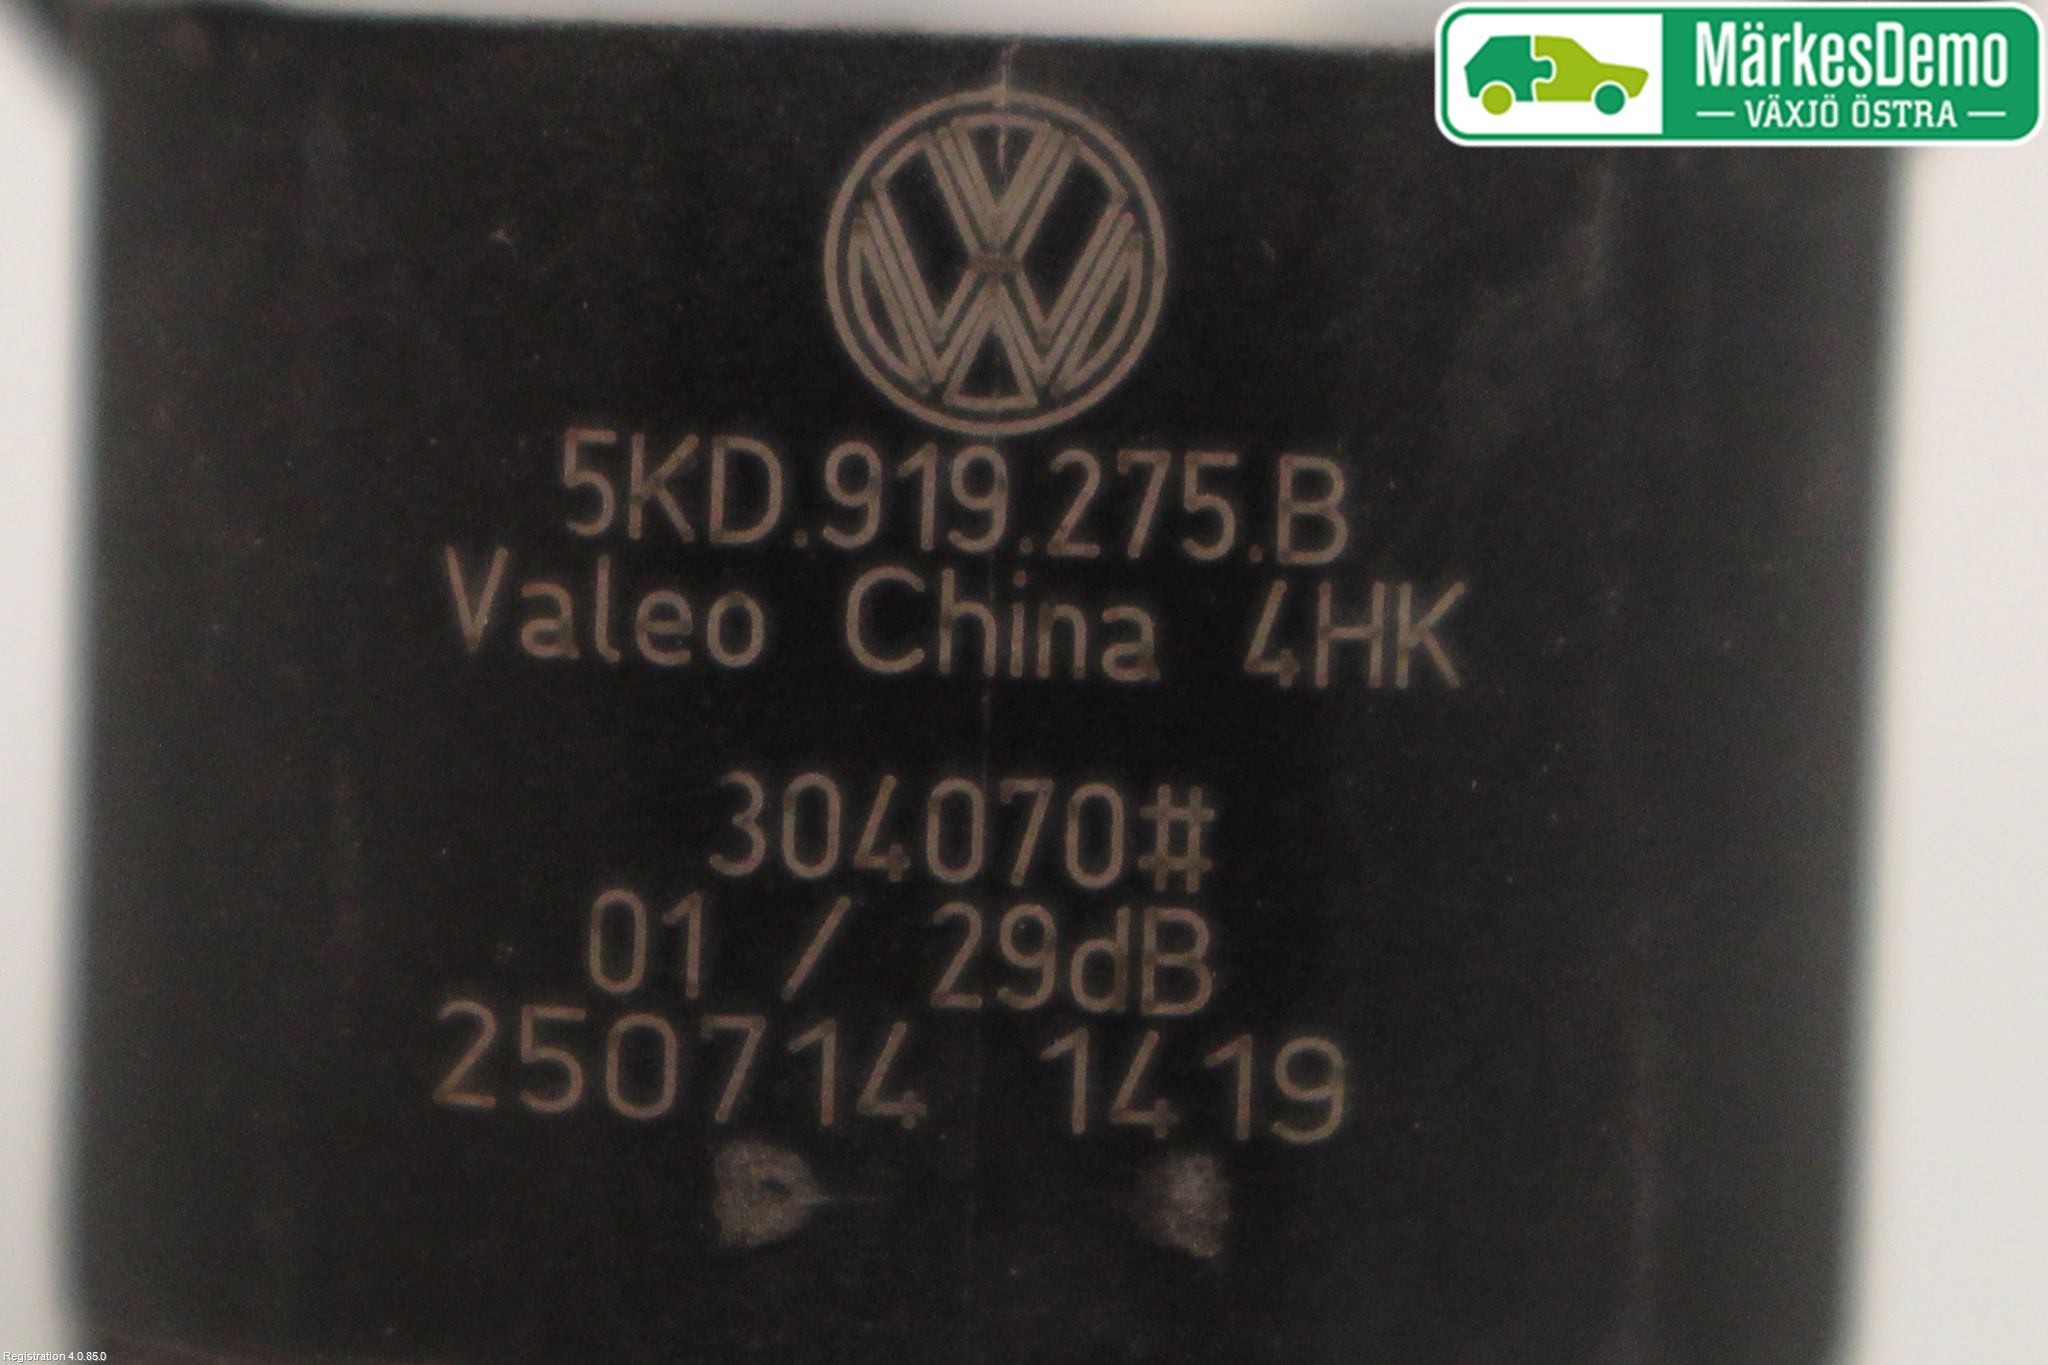 MärkesDemo
VÄXJÖ ÖSTRA
5KD.919.275.B
Valeo China 4HK
304070#
01 / 29dB
250714 1419
Registration 4.0.85.0